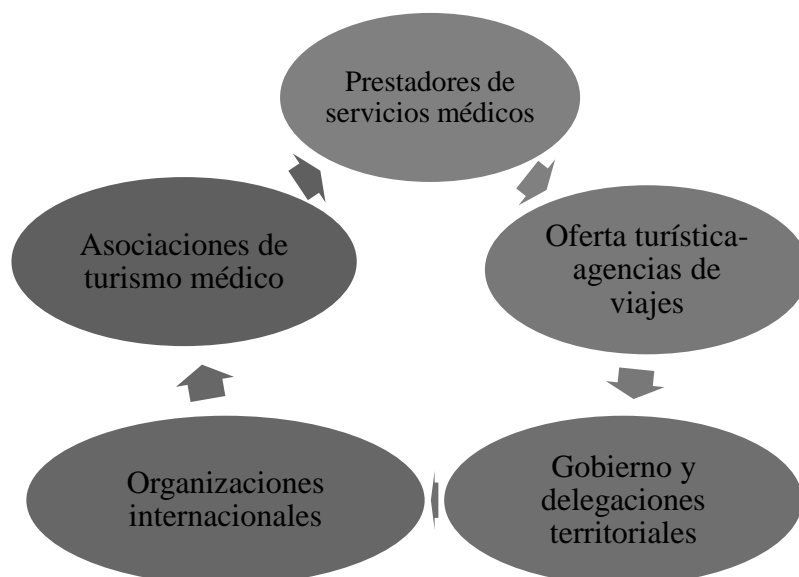 Prestadores de
servicios médicos
Oferta turística-
agencias de
viajes
Gobierno y
delegaciones
territoriales
Organizaciones
internacionales
Asociaciones de
turismo médico